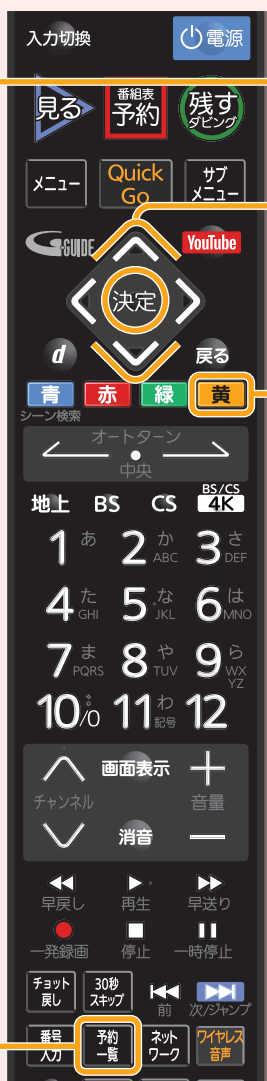 入力切換 電源
見る 番組表 予約 残す ダビング
メニュー Quick Go サブ メニュー
G-GUIDE YouTube
決定
d 戻る
青 赤 緑 黄
シーン検索
オートターン
中央
地上 BS CS BS/CS 4K
1 あ 2 か ABC 3 さ DEF
4 た GHI 5 な JKL 6 は MNO
7 ま PQRS 8 や TUV 9 ら WX YZ
10/0 11 わ 記号 12
画面表示
チャンネル 音量
消音
早戻し 再生 早送り
一発録画 停止 一時停止
チョット 戻し 30秒 スキップ 前 次/ジャンプ
番号 入力 予約 一覧 ネット ワーク ワイヤレス 音声